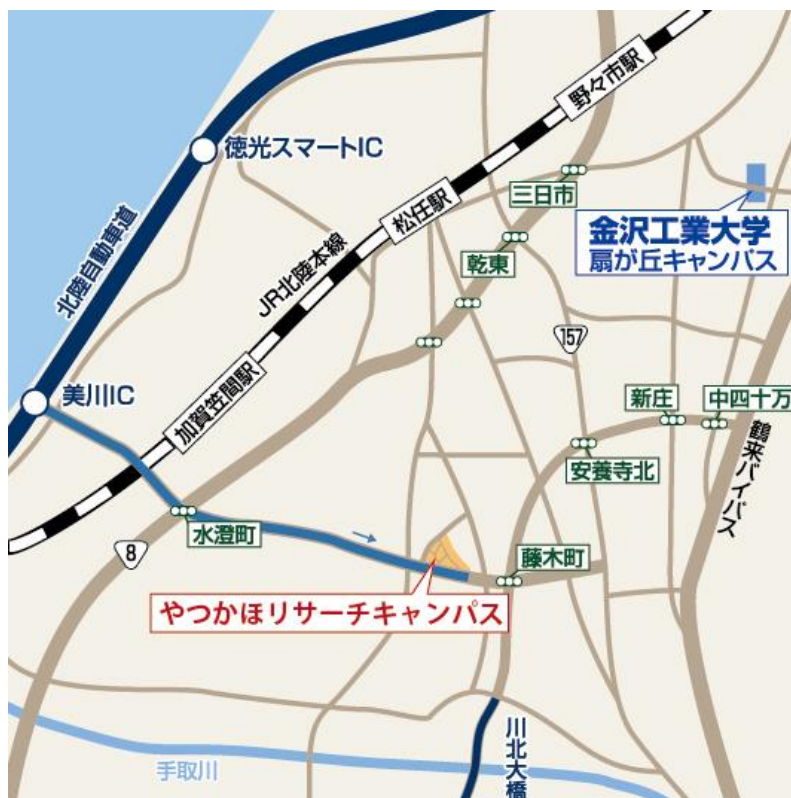 野々市駅
徳光スマートIC
松任駅
三日市
金沢工業大学
扇が丘キャンパス
北陸自動車道
JR北陸本線
乾東
157
美川IC
加賀笠間駅
新庄
中四十万
鶴来バイパス
安養寺北
水澄町
8
藤木町
やつかほリサーチキャンパス
川北大橋
手取川